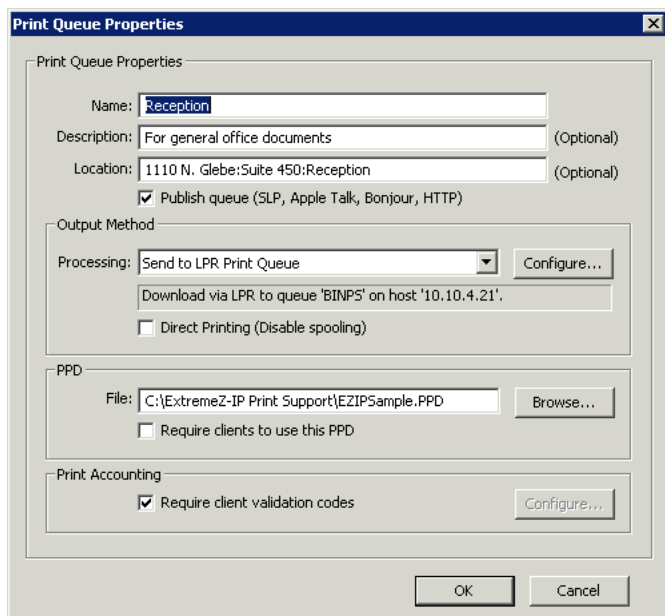 Print Queue Properties
Print Queue Properties
Name: Reception
Description: For general office documents (Optional)
Location: 1110 N. Glebe:Suite 450:Reception (Optional)
Publish queue (SLP, Apple Talk, Bonjour, HTTP)
Output Method
Processing: Send to LPR Print Queue Configure...
Download via LPR to queue 'BINPS' on host '10.10.4.21'.
Direct Printing (Disable spooling)
PPD
File: C:\ExtremeZ-IP Print Support\EZIPSample.PPD Browse...
Require clients to use this PPD
Print Accounting
Require client validation codes Configure...
OK Cancel